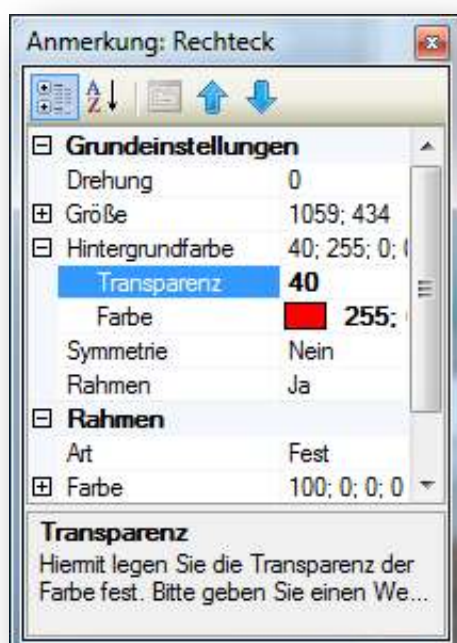 Anmerkung: Rechteck
A Z
Grundeinstellungen
Drehung 0
Größe 1059; 434
Hintergrundfarbe 40; 255; 0; (
Transparenz 40
Farbe 255;
Symmetrie Nein
Rahmen Ja
Rahmen
Art Fest
Farbe 100; 0; 0; 0
Transparenz
Hiermit legen Sie die Transparenz der
Farbe fest. Bitte geben Sie einen We...